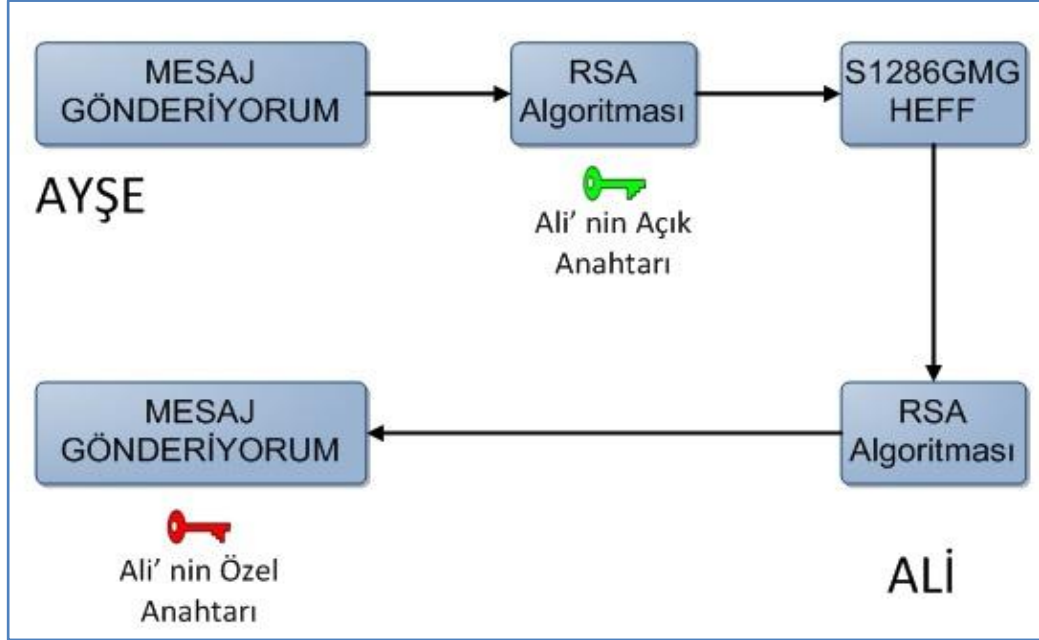 MESAJ
GÖNDERİYORUM
RSA
Algoritması
S1286GMG
HEFF
AYŞE
Ali' nin Açık
Anahtarı
MESAJ
GÖNDERİYORUM
RSA
Algoritması
Ali' nin Özel
Anahtarı
ALİ